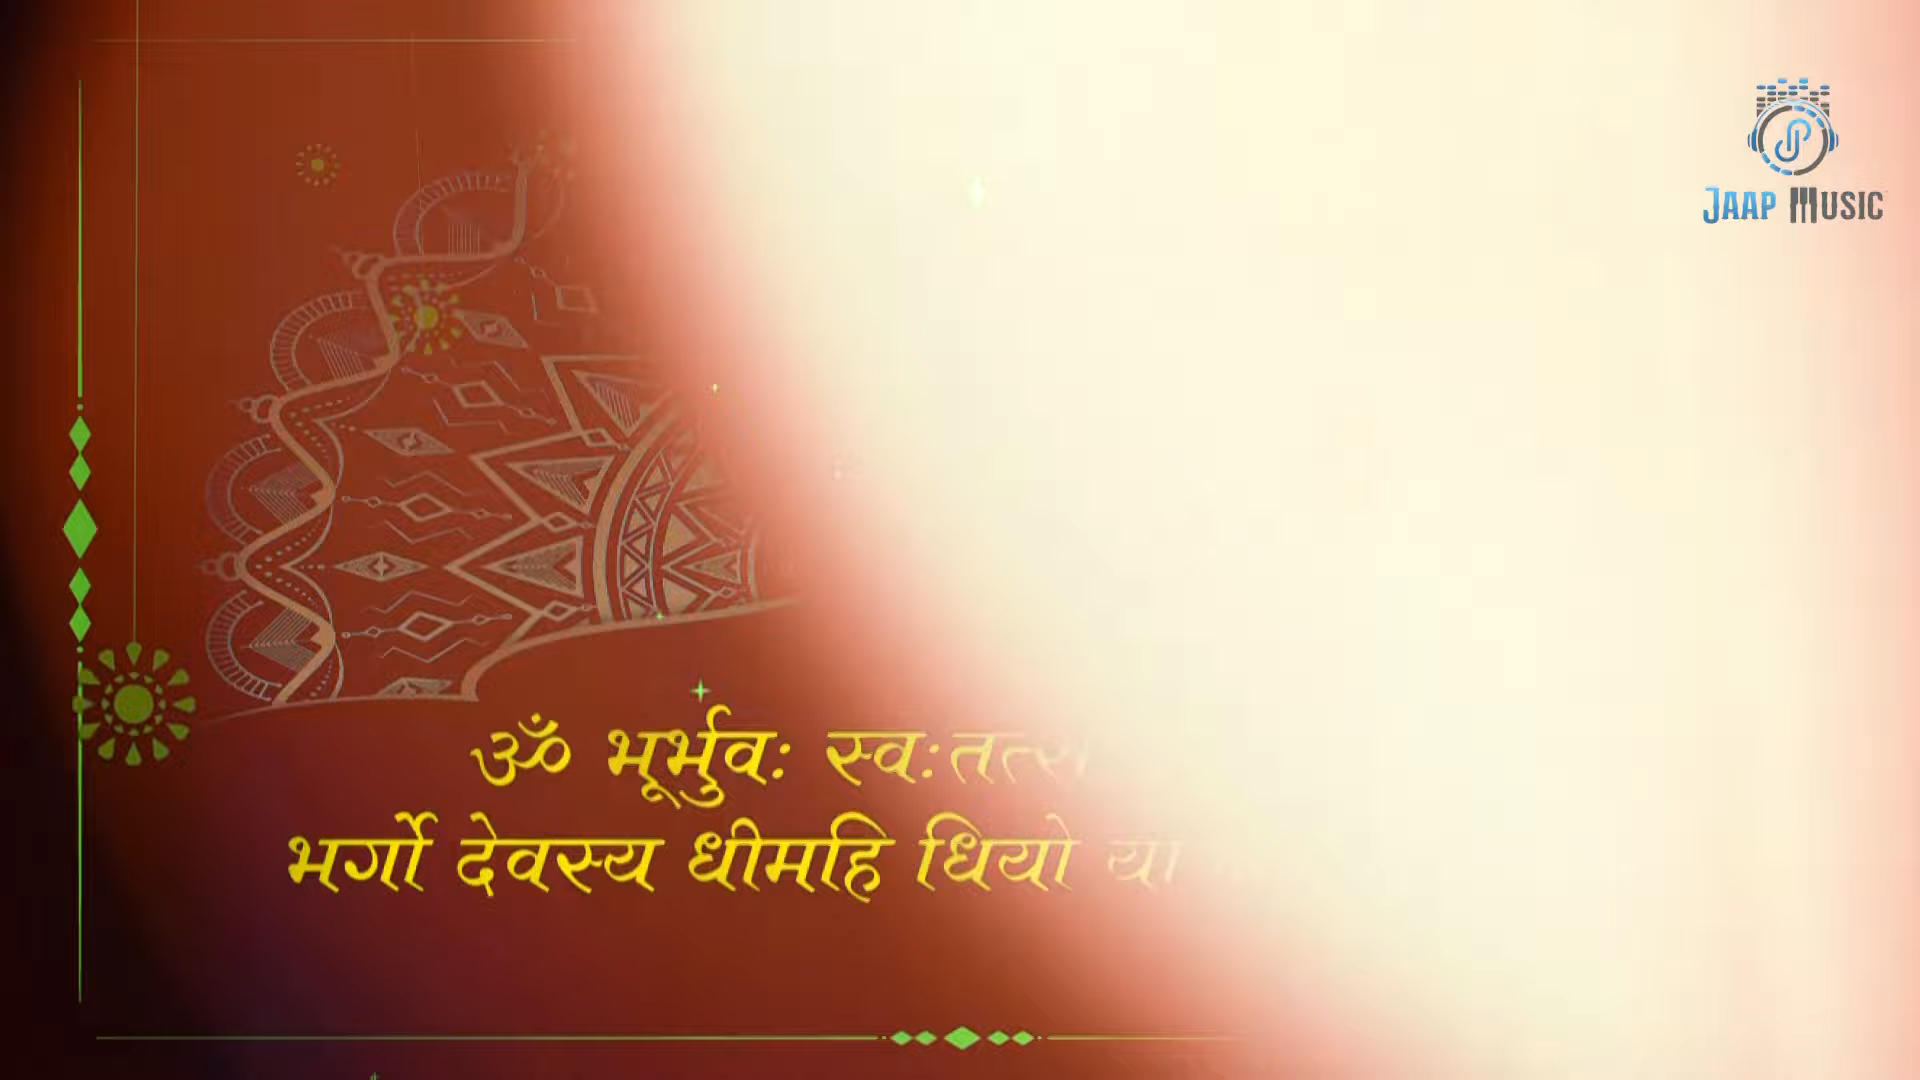 JAAP MUSIC
ॐ भूर्भुवः स्वः तत्स
भर्गो देवस्य धीमहि धियो या